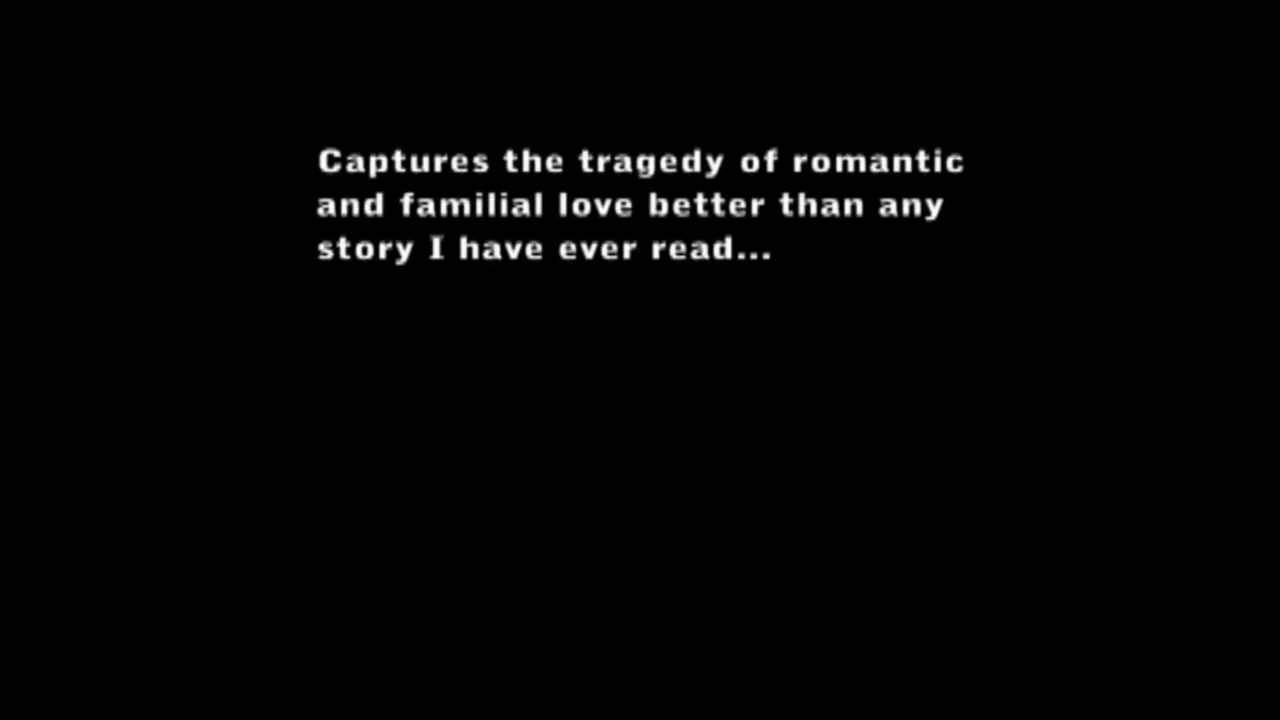 Captures the tragedy of romantic
and familial love better than any
story I have ever read...